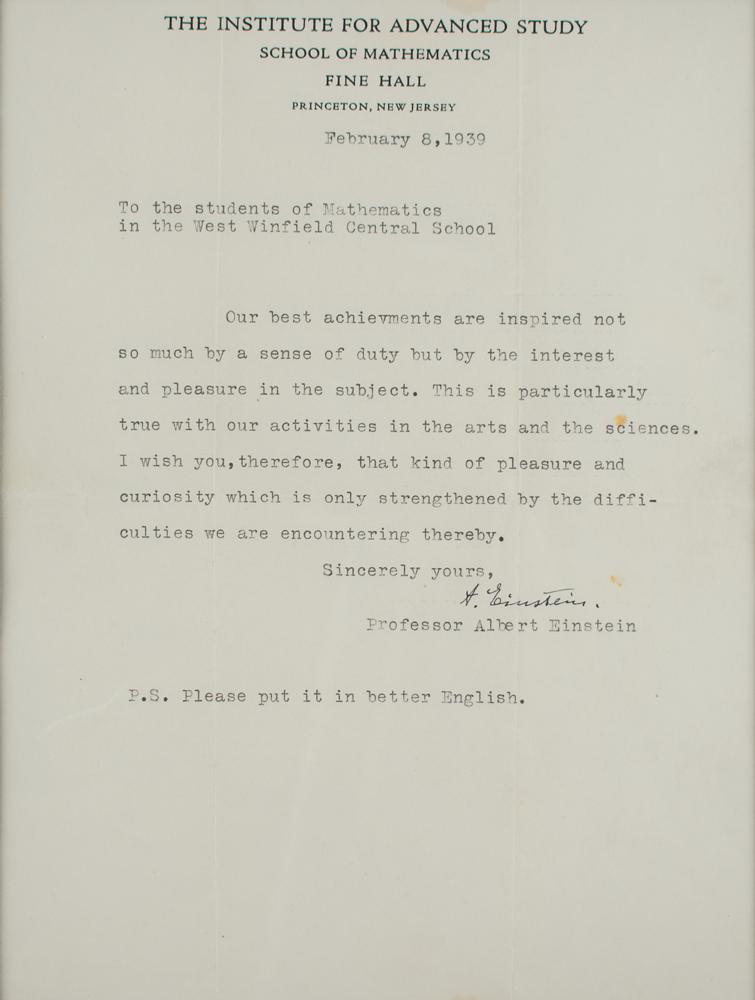 THE INSTITUTE FOR ADVANCED STUDY
SCHOOL OF MATHEMATICS
FINE HALL
PRINCETON, NEW JERSEY
February 8,1939
To the students of Mathematics
in the West Winfield Central School
Our best achievments are inspired not
so much by a sense of duty but by the interest
and pleasure in the subject. This is particularly
true with our activities in the arts and the sciences.
I wish you,therefore, that kind of pleasure and
curiosity which is only strengthened by the diffi-
culties we are encountering thereby.
Sincerely yours,
A. Einstein.
Professor Albert Einstein
P.S. Please put it in better English.